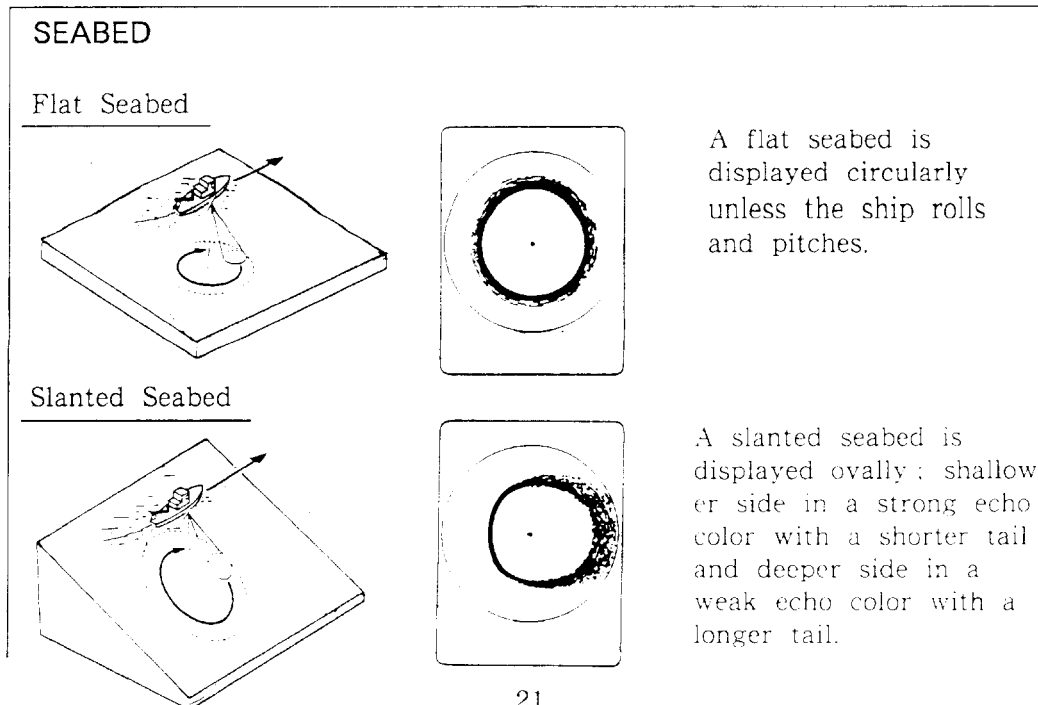 SEABED
Flat Seabed
A flat seabed is
displayed circularly
unless the ship rolls
and pitches.
Slanted Seabed
A slanted seabed is
displayed ovally ; shallow
er side in a strong echo
color with a shorter tail
and deeper side in a
weak echo color with a
longer tail.
21